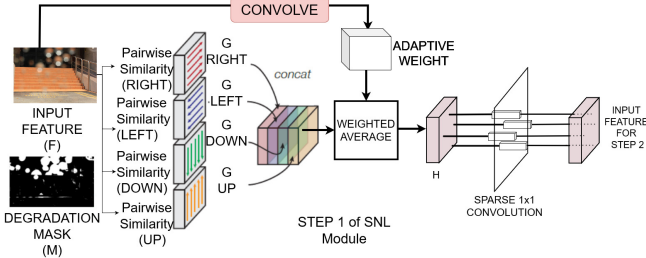 CONVOLVE
Pairwise
Similarity
(RIGHT)
G
RIGHT
concat
ADAPTIVE
WEIGHT
INPUT
FEATURE
(F)
Pairwise
Similarity
(LEFT)
G
LEFT
WEIGHTED
AVERAGE
INPUT
FEATURE
FOR
STEP 2
Pairwise
Similarity
(DOWN)
G
DOWN
H
DEGRADATION
MASK
(M)
Pairwise
Similarity
(UP)
G
UP
STEP 1 of SNL
Module
SPARSE 1x1
CONVOLUTION